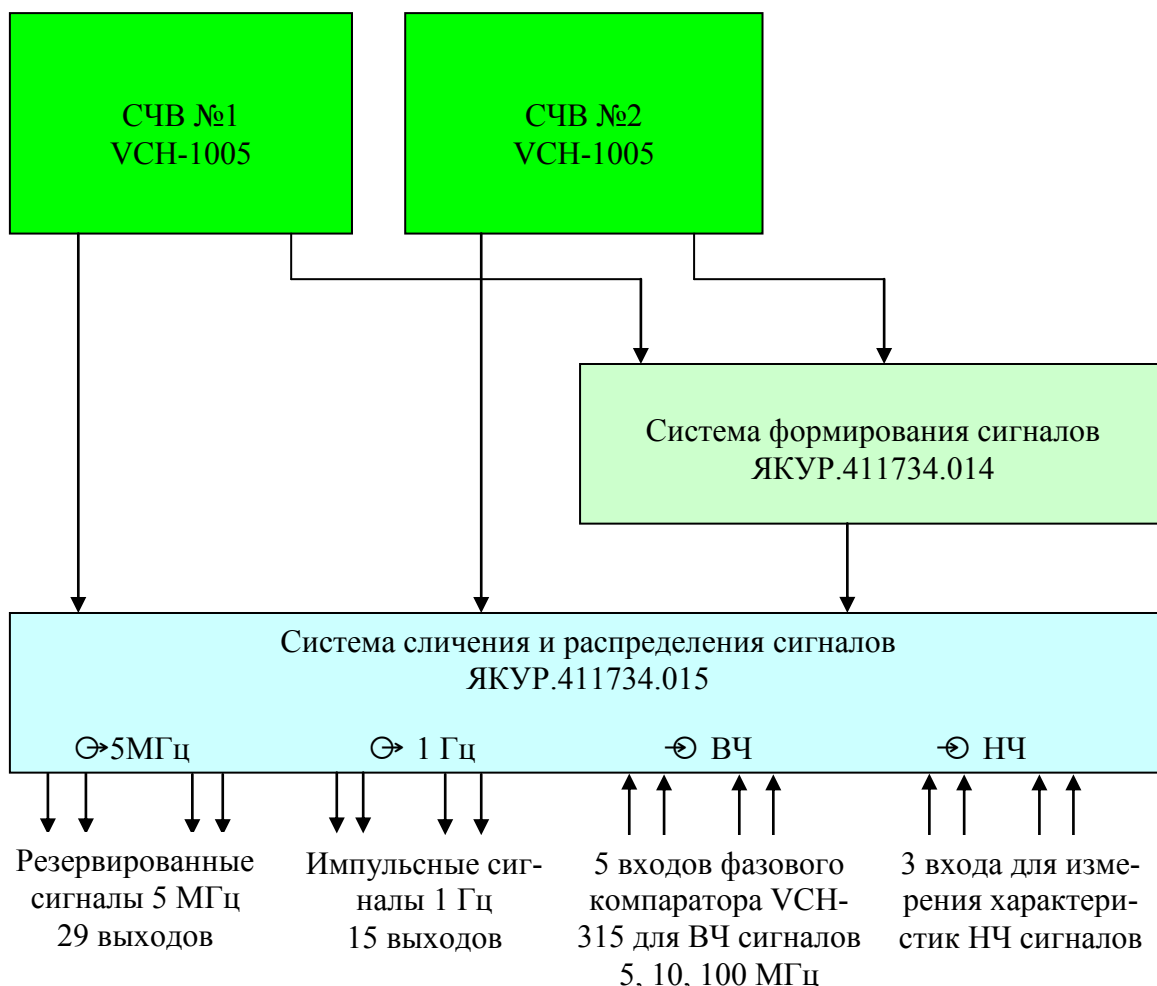 СЧВ №1
VCH-1005
СЧВ №2
VCH-1005
Система формирования сигналов
ЯКУР.411734.014
Система сличения и распределения сигналов
ЯКУР.411734.015
5МГц
1 Гц
ВЧ
НЧ
Резервированные
сигналы 5 МГц
29 выходов
Импульсные сиг-
налы 1 Гц
15 выходов
5 входов фазового
компаратора VCH-
315 для ВЧ сигналов
5, 10, 100 МГц
3 входа для изме-
рения характери-
стик НЧ сигналов